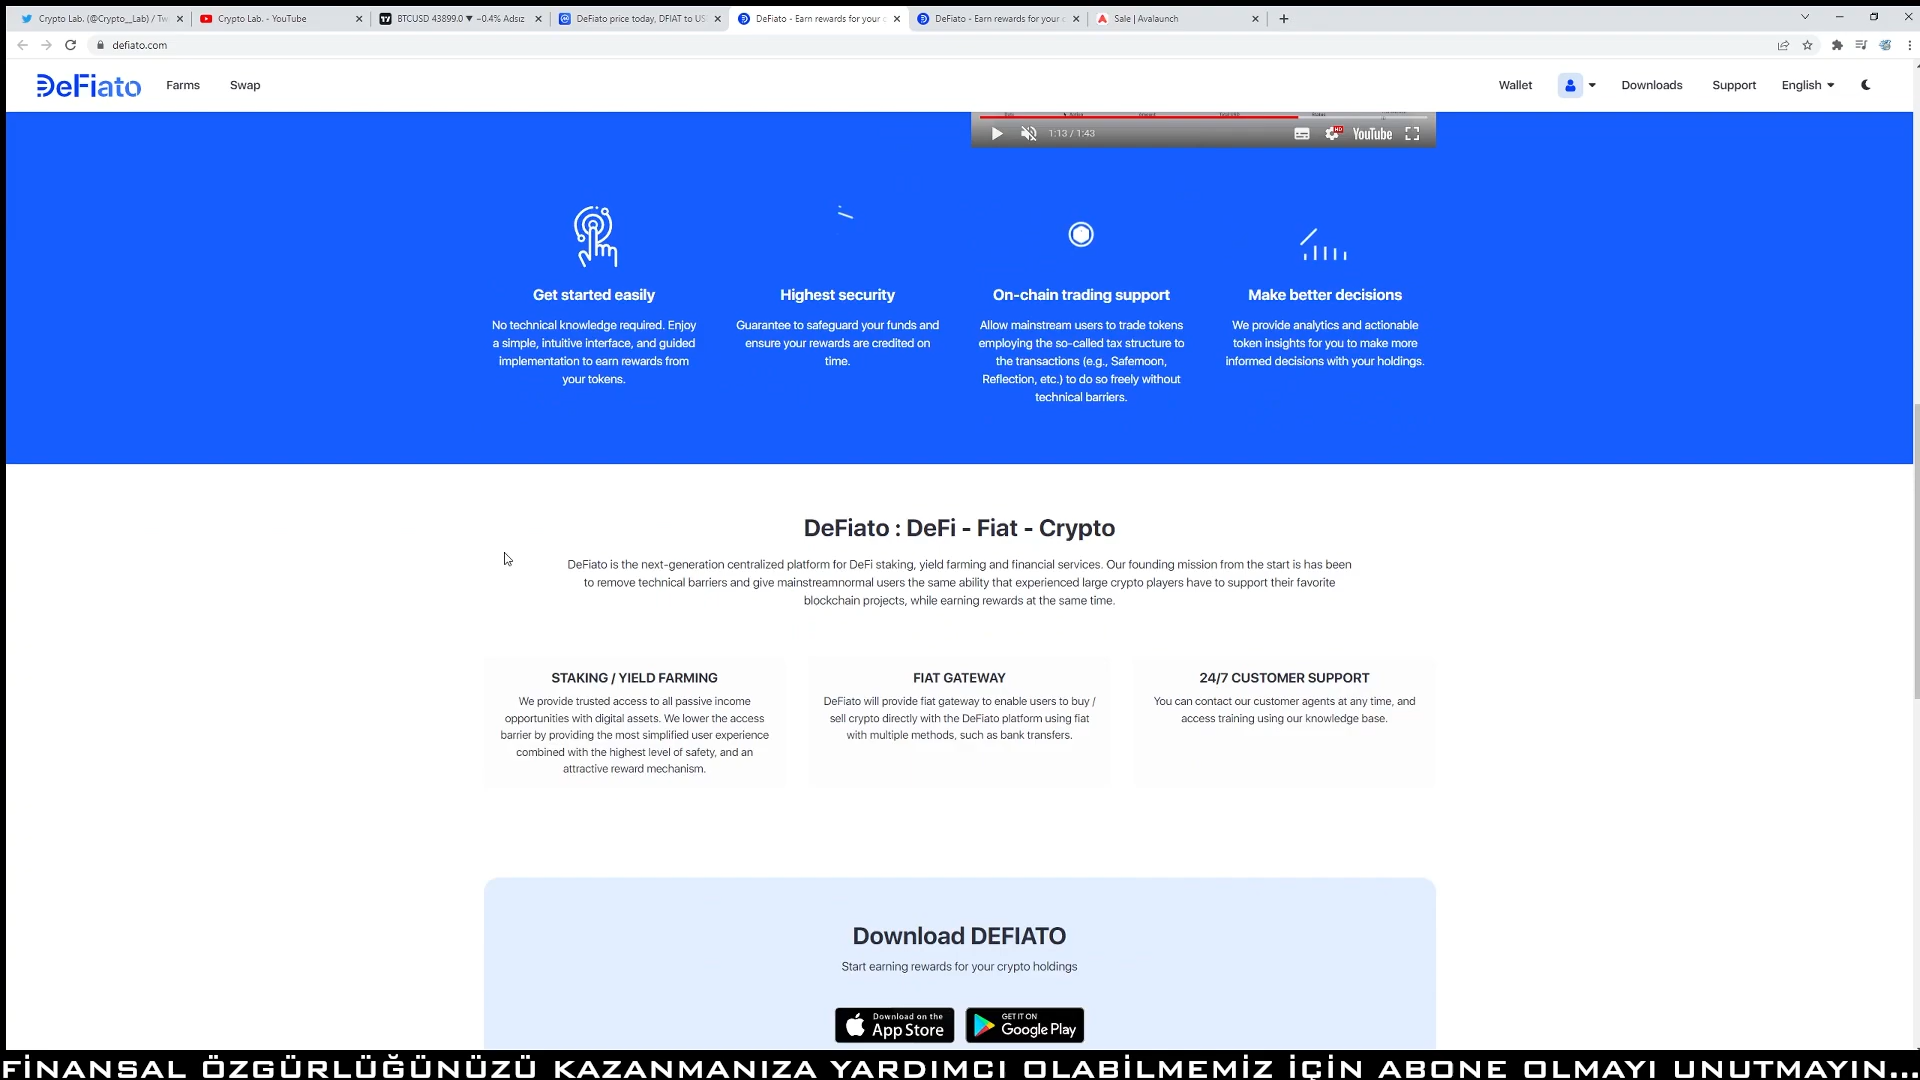 Crypto Lab. (@Crypto__Lab) / Tw
Crypto Lab. - YouTube
BTCUSD 43899.0 ▼ −0.4% Adsız
DeFiato price today, DFIAT to US
DeFiato - Earn rewards for your c
DeFiato - Earn rewards for your c
Sale | Avalaunch
defiato.com
DeFiato
Farms
Swap
Wallet
Downloads
Support
English
1:13 / 1:43
HD
YouTube
Get started easily
No technical knowledge required. Enjoy
a simple, intuitive interface, and guided
implementation to earn rewards from
your tokens.
Highest security
Guarantee to safeguard your funds and
ensure your rewards are credited on
time.
On-chain trading support
Allow mainstream users to trade tokens
employing the so-called tax structure to
the transactions (e.g., Safemoon,
Reflection, etc.) to do so freely without
technical barriers.
Make better decisions
We provide analytics and actionable
token insights for you to make more
informed decisions with your holdings.
DeFiato : DeFi - Fiat - Crypto
DeFiato is the next-generation centralized platform for DeFi staking, yield farming and financial services. Our founding mission from the start is has been
to remove technical barriers and give mainstreamnormal users the same ability that experienced large crypto players have to support their favorite
blockchain projects, while earning rewards at the same time.
STAKING / YIELD FARMING
We provide trusted access to all passive income
opportunities with digital assets. We lower the access
barrier by providing the most simplified user experience
combined with the highest level of safety, and an
attractive reward mechanism.
FIAT GATEWAY
DeFiato will provide fiat gateway to enable users to buy /
sell crypto directly with the DeFiato platform using fiat
with multiple methods, such as bank transfers.
24/7 CUSTOMER SUPPORT
You can contact our customer agents at any time, and
access training using our knowledge base.
Download DEFIATO
Start earning rewards for your crypto holdings
Download on the
App Store
GET IT ON
Google Play
FİNANSAL ÖZGÜRLÜĞÜNÜZÜ KAZANMANIZA YARDIMCI OLABİLMEMİZ İÇİN ABONE OLMAYI UNUTMAYIN...